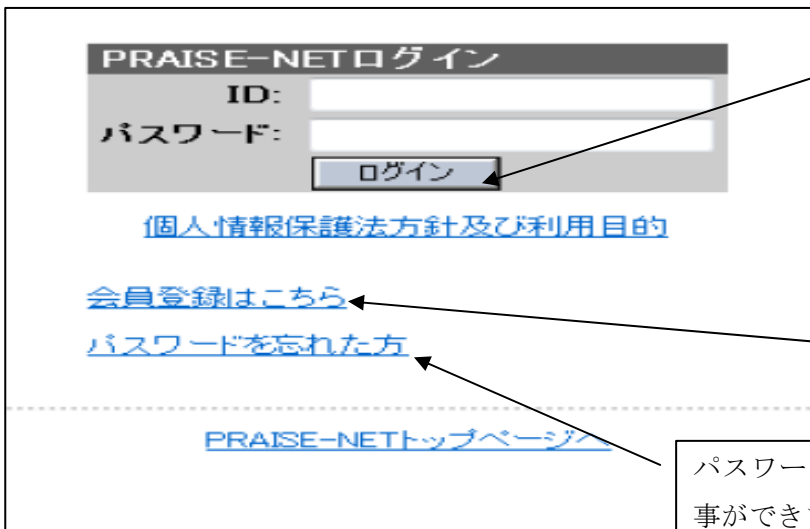 PRAISE-NETログイン
ID:
パスワード:
ログイン
個人情報保護法方針及び利用目的
会員登録はこちら
パスワードを忘れた方
PRAISE-NETトップページへ
パスワー
事ができ